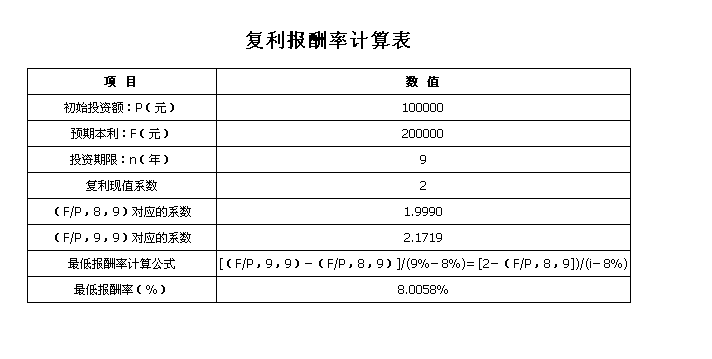 复利报酬率计算表
项 目 数 值
初始投资额：P（元） 100000
预期本利：F（元） 200000
投资期限：n（年） 9
复利现值系数 2
（F/P，8，9）对应的系数 1.9990
（F/P，9，9）对应的系数 2.1719
最低报酬率计算公式 [（F/P，9，9）-（F/P，8，9）]/(9%-8%)=[2-（F/P，8，9])/(i-8%)
最低报酬率（%） 8.0058%